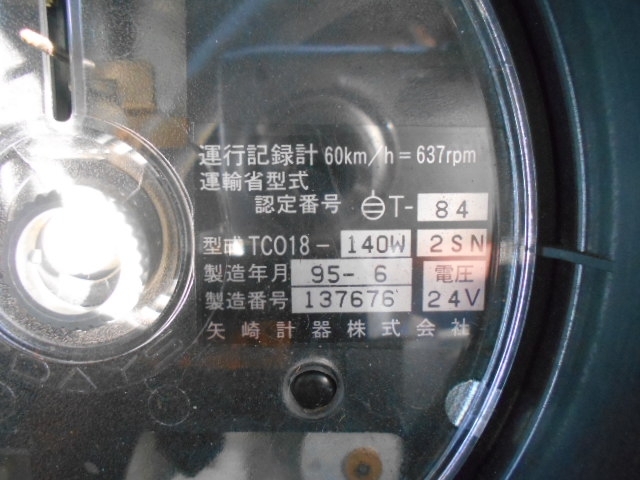 運行記録計 60km/h = 637rpm
運輸省型式
認定番号 T- 84
型式 TCO18- 140W 2SN
製造年月 95- 6 電圧
製造番号 137676 24V
矢崎計器株式会社